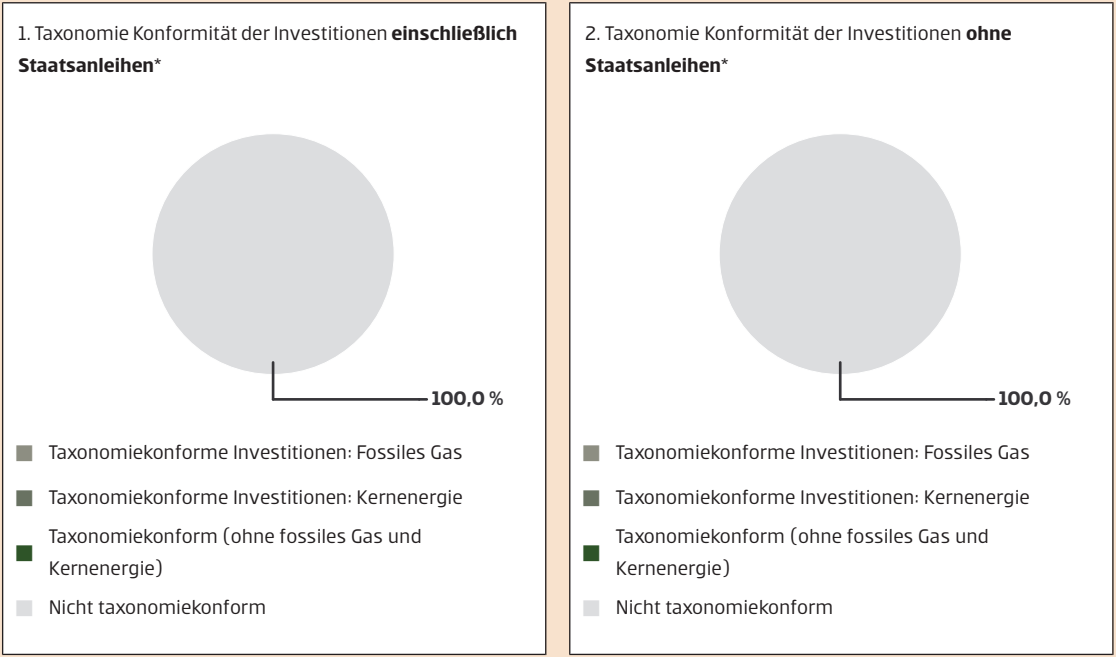 1. Taxonomie Konformität der Investitionen einschließlich
Staatsanleihen*
100,0 %
Taxonomiekonforme Investitionen: Fossiles Gas
Taxonomiekonforme Investitionen: Kernenergie
Taxonomiekonform (ohne fossiles Gas und
Kernenergie)
Nicht taxonomiekonform
2. Taxonomie Konformität der Investitionen ohne
Staatsanleihen*
100,0 %
Taxonomiekonforme Investitionen: Fossiles Gas
Taxonomiekonforme Investitionen: Kernenergie
Taxonomiekonform (ohne fossiles Gas und
Kernenergie)
Nicht taxonomiekonform